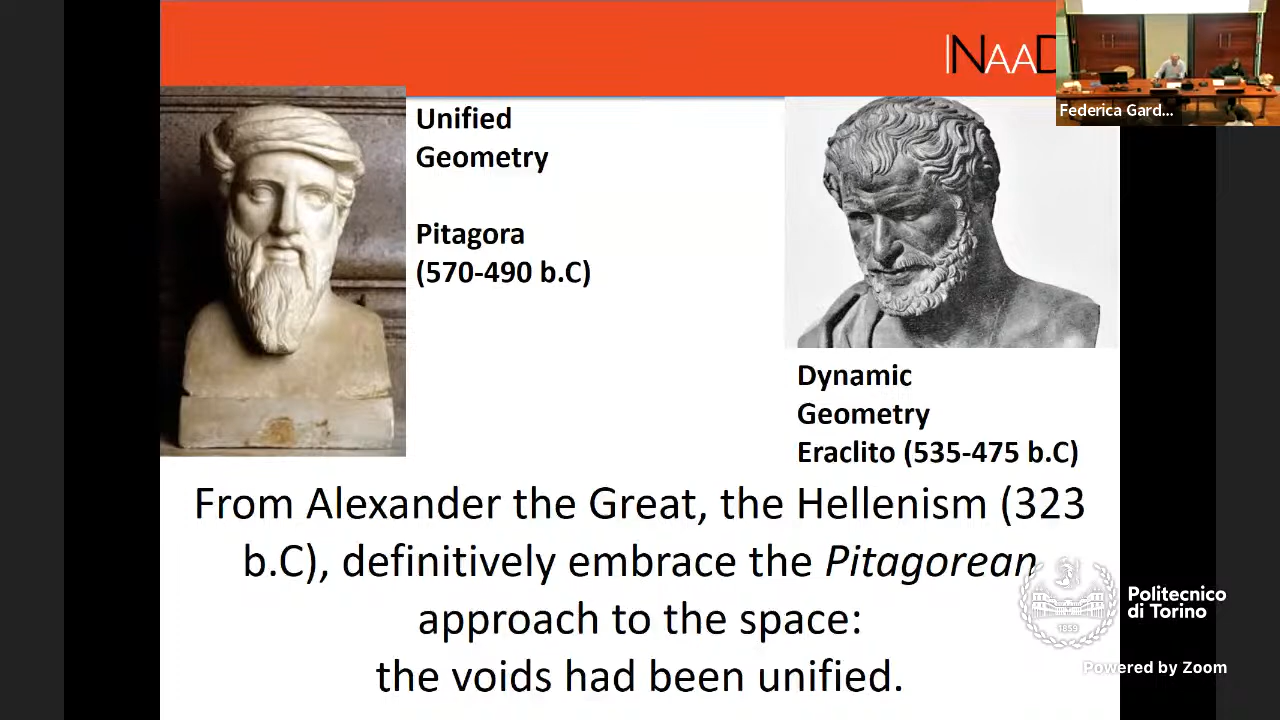 INAAD
Federica Gard...
Unified
Geometry
Pitagora
(570-490 b.C)
Dynamic
Geometry
Eraclito (535-475 b.C)
From Alexander the Great, the Hellenism (323
b.C), definitively embrace the Pitagorean
approach to the space:
the voids had been unified.
1859
Politecnico
di Torino
Powered by Zoom